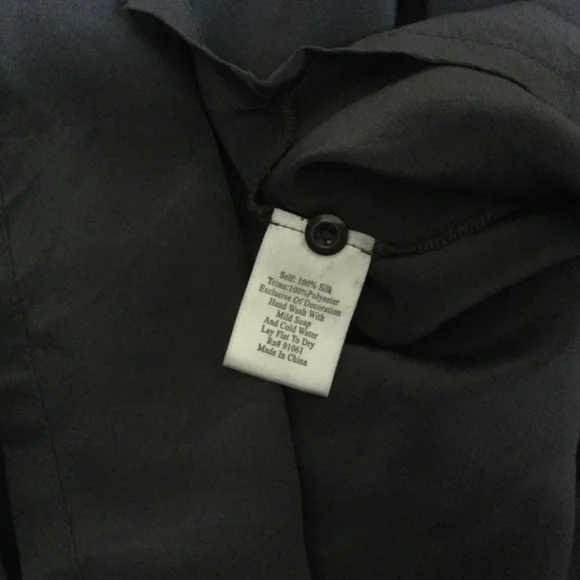 Self: 100% Silk
Trims:100%Polyester
Exclusive Of Decoration
Hand Wash With
Mild Soap
And Cold Water
Lay Flat To Dry
Rn# 91061
Made In China